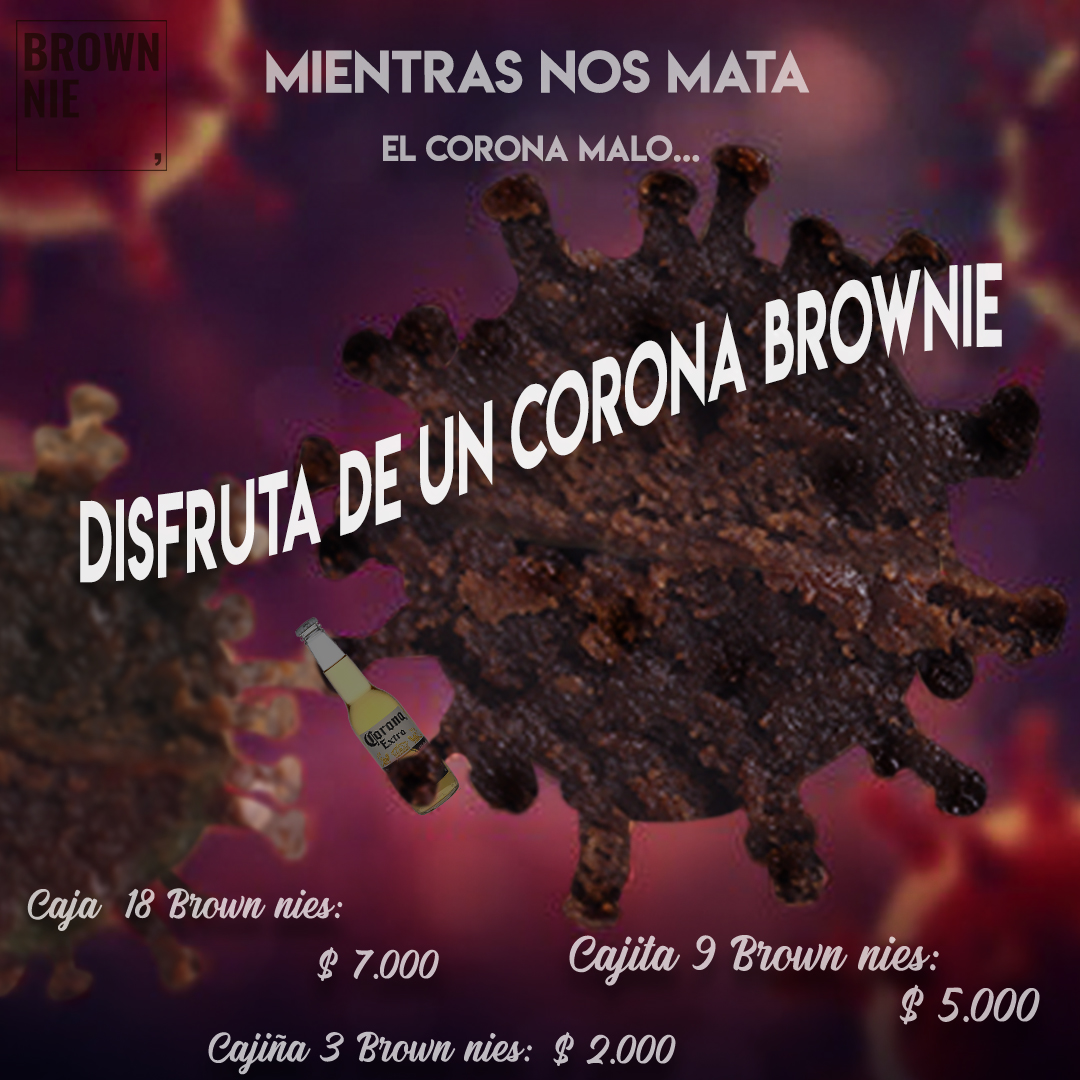 BROWN
NIE
,
MIENTRAS NOS MATA
EL CORONA MALO...
DISFRUTA DE UN CORONA BROWNIE
Corona
Extra
Caja 18 Brown nies:
$ 7.000
Cajita 9 Brown nies:
$ 5.000
Cajiña 3 Brown nies: $ 2.000